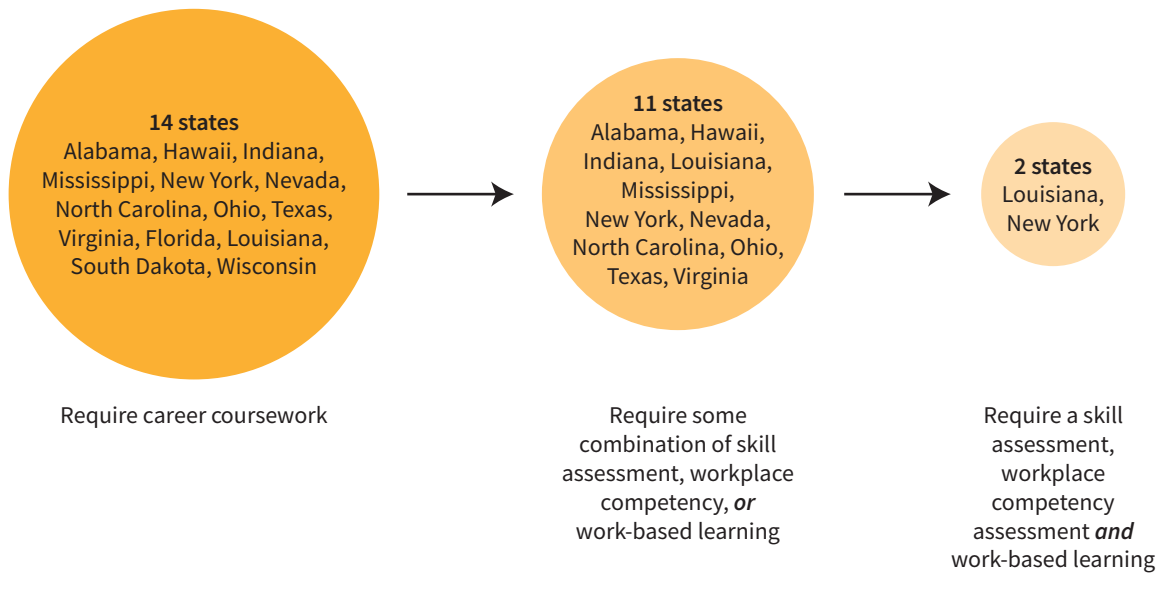 14 states
Alabama, Hawaii, Indiana,
Mississippi, New York, Nevada,
North Carolina, Ohio, Texas,
Virginia, Florida, Louisiana,
South Dakota, Wisconsin
Require career coursework
11 states
Alabama, Hawaii,
Indiana, Louisiana,
Mississippi,
New York, Nevada,
North Carolina, Ohio,
Texas, Virginia
Require some
combination of skill
assessment, workplace
competency, or
work-based learning
2 states
Louisiana,
New York
Require a skill
assessment,
workplace
competency
assessment and
work-based learning